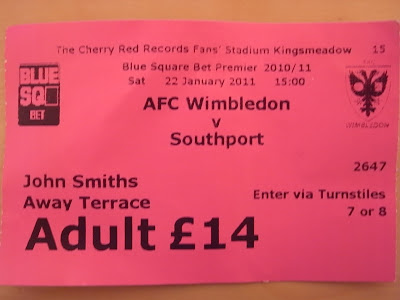 The Cherry Red Records Fans' Stadium Kingsmeadow 15
Blue Square Bet Premier 2010/11
Sat 22 January 2011 15:00
BLUE
SQ
BET
AFC Wimbledon
v
Southport
AFC
WIMBLEDON
2647
John Smiths
Away Terrace
Enter via Turnstiles
7 or 8
Adult £14